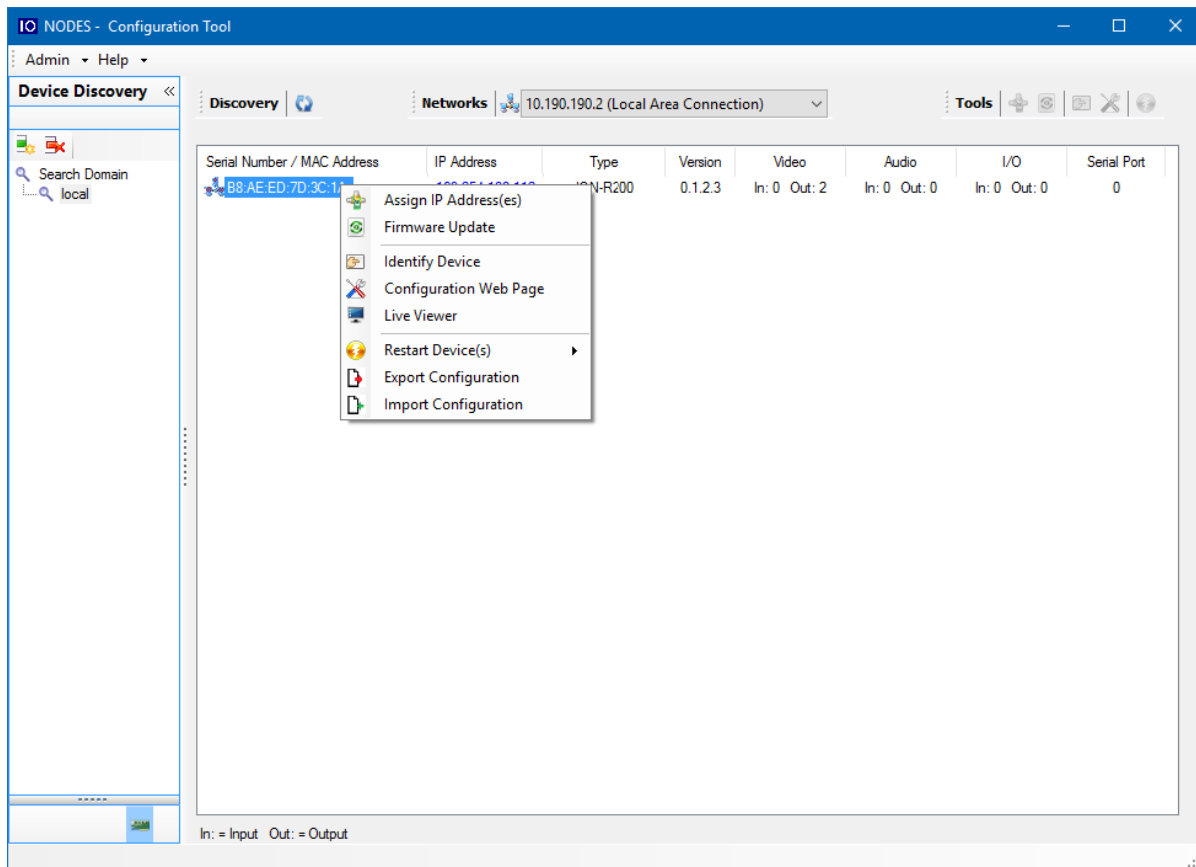 IO NODES - Configuration Tool
Admin Help
Device Discovery «
Discovery Networks 10.190.190.2 (Local Area Connection) Tools
Search Domain
local
Serial Number / MAC Address IP Address Type Version Video Audio I/O Serial Port
B8:AE:ED:7D:3C:1A 0.1.2.3 In: 0 Out: 2 In: 0 Out: 0 In: 0 Out: 0 0
Assign IP Address(es)
Firmware Update
Identify Device
Configuration Web Page
Live Viewer
Restart Device(s)
Export Configuration
Import Configuration
In: = Input Out: = Output